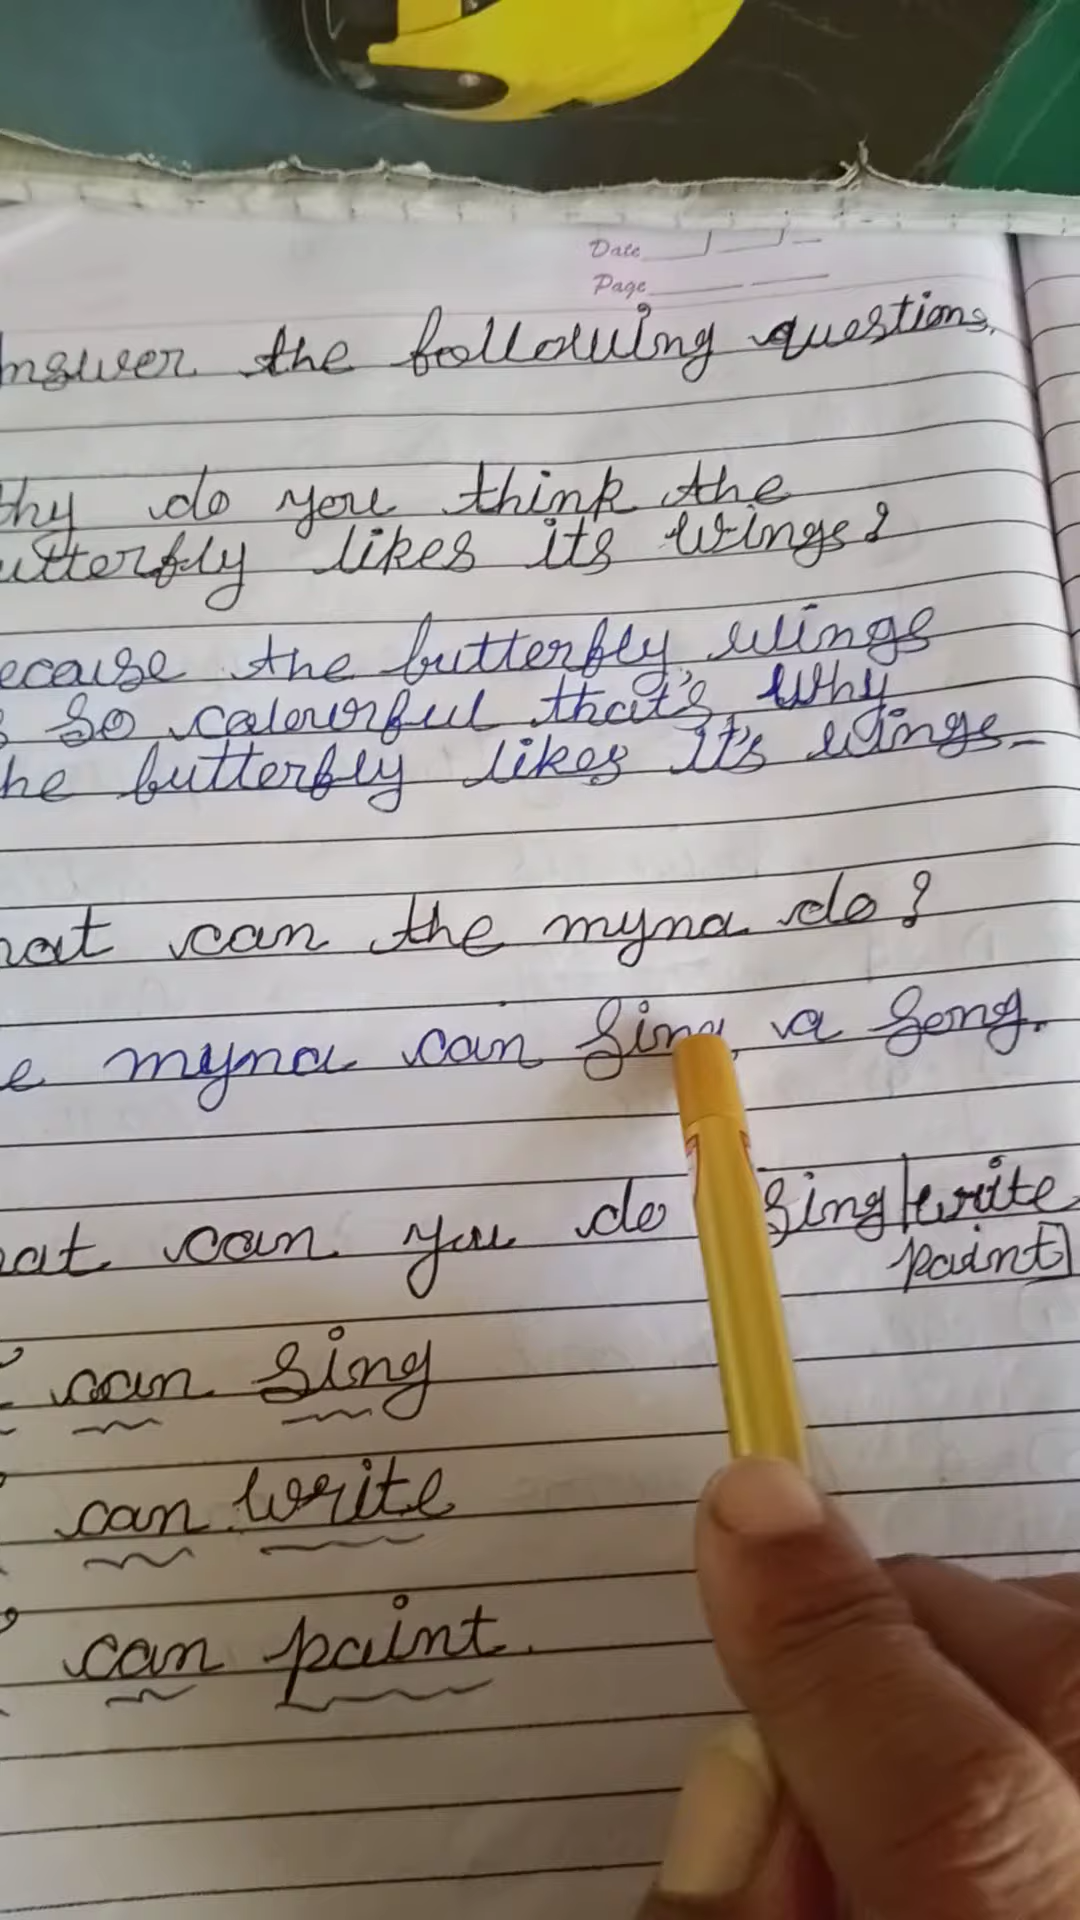 Date
Page
nswer the following questions.
hy do you think the
utterfly likes its wings?
ecause the butterfly wings
s so colourful that's why
he butterfly likes it's wings.
hat can the myna do?
e myna can sing a song.
hat can you do sing/write
paint]
can sing
can write
can paint.